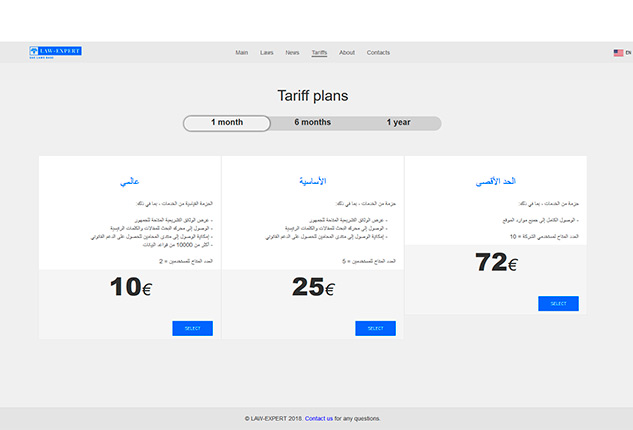 LAW-EXPERT
Main Laws News Tariffs About Contacts
EN
Tariff plans
1 month 6 months 1 year
عالمي
الحزمة القياسية من الخدمات ، بما في ذلك:
- عرض الوثائق التشريعية المتاحة للجمهور
- الوصول إلى محرك البحث للمقالات والكلمات الرئيسية
- إمكانية الوصول إلى منتدى المحامين للحصول على الدعم القانوني
- أكثر من 10000 من قواعد البيانات
الحد المتاح للمستخدمين = 2
10€
SELECT
الأساسية
حزمة من الخدمات ، بما في ذلك:
- عرض الوثائق التشريعية المتاحة للجمهور
- الوصول إلى محرك البحث للمقالات والكلمات الرئيسية
- إمكانية الوصول إلى منتدى المحامين للحصول على الدعم القانوني
الحد المتاح للمستخدمين = 5
25€
SELECT
الحد الأقصى
حزمة من الخدمات ، بما في ذلك:
- الوصول الكامل إلى جميع موارد الموقع
الحد المتاح لمستخدمي الشركة = 10
72€
SELECT
© LAW-EXPERT 2018. Contact us for any questions.